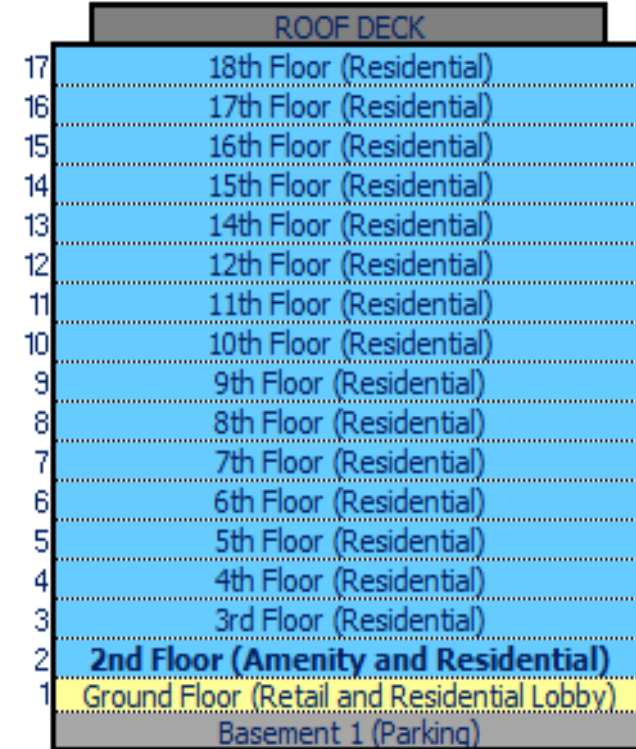 ROOF DECK
17 18th Floor (Residential)
16 17th Floor (Residential)
15 16th Floor (Residential)
14 15th Floor (Residential)
13 14th Floor (Residential)
12 12th Floor (Residential)
11 11th Floor (Residential)
10 10th Floor (Residential)
9 9th Floor (Residential)
8 8th Floor (Residential)
7 7th Floor (Residential)
6 6th Floor (Residential)
5 5th Floor (Residential)
4 4th Floor (Residential)
3 3rd Floor (Residential)
2 2nd Floor (Amenity and Residential)
1 Ground Floor (Retail and Residential Lobby)
Basement 1 (Parking)